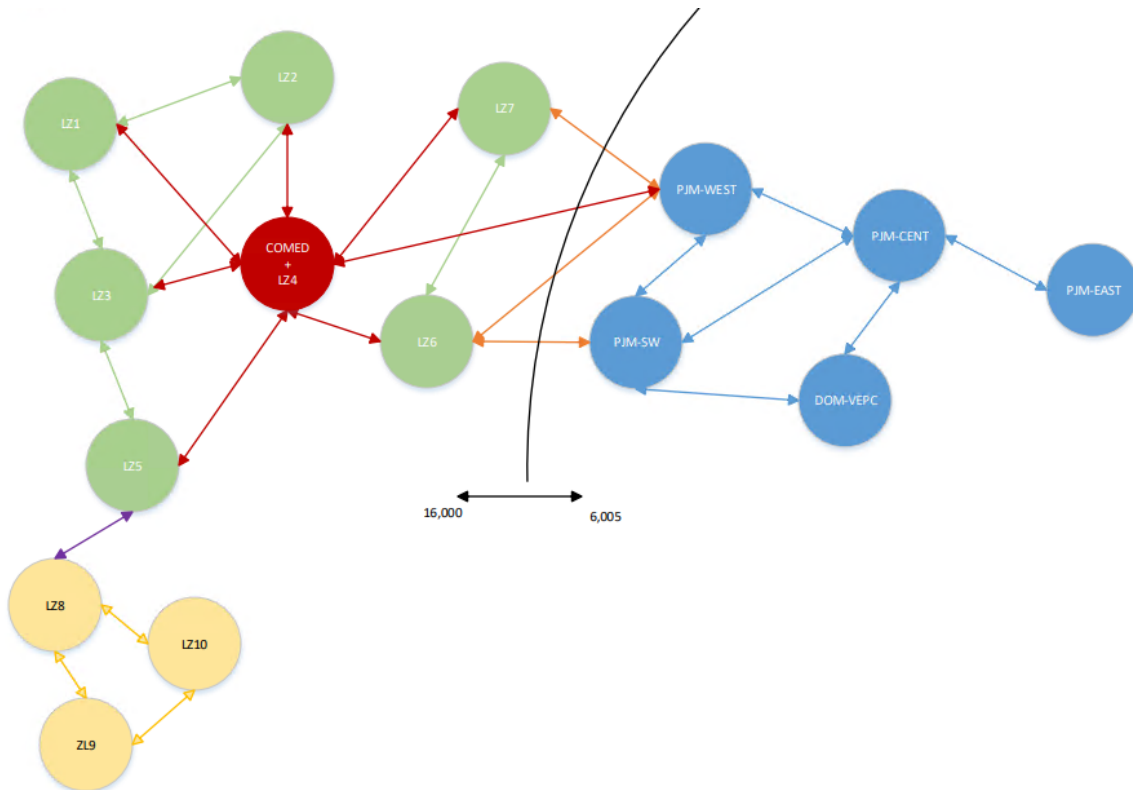 LZ2
LZ1
LZ7
PJM-WEST
PJM-CENT
COMED
+
LZ4
LZ3
PJM-EAST
LZ6
PJM-SW
DOM-VEPC
LZ5
16,000
6,005
LZ8
LZ10
ZL9